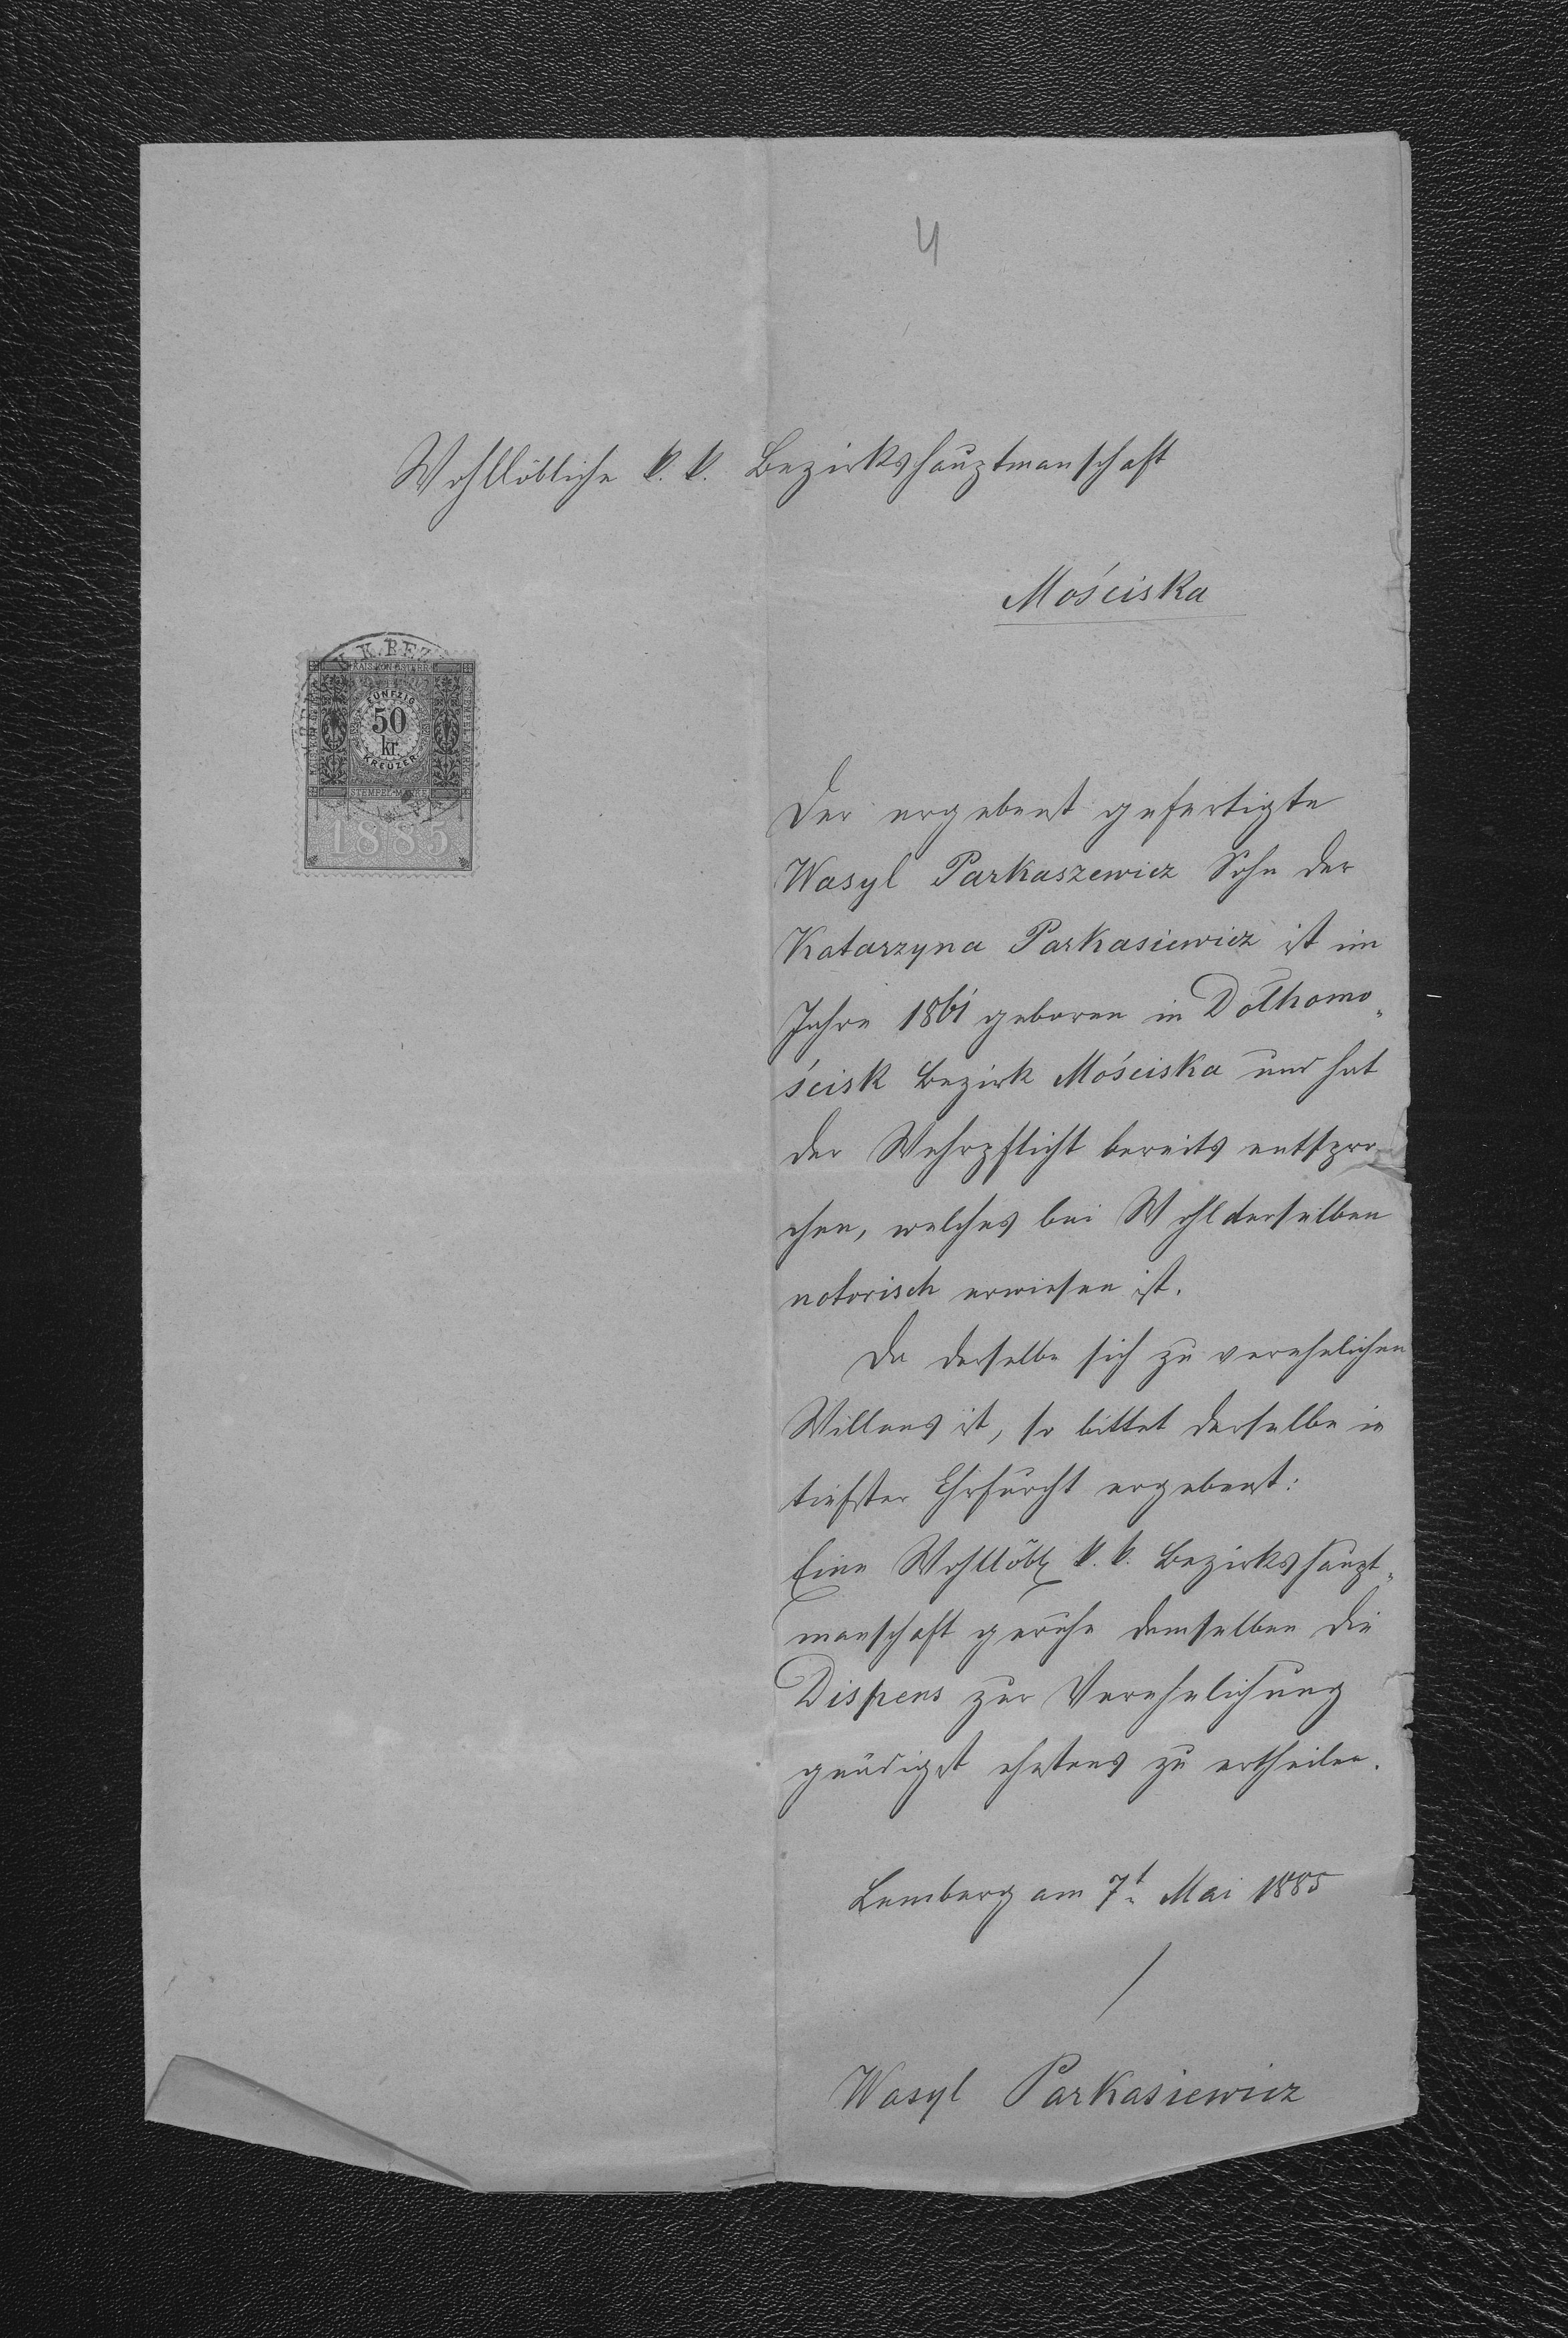 4
Wohllöbliche k. k. Bezirkshauptmanschaft
Mościska
K. K. BEZ
KAIS. KÖN. ÖSTERR.
FÜNFZIG
50
kr.
KREUZER
STEMPEL-MARKE
1885
Der ergebenst gefertigte
Wasyl Parkaszewicz Sohn der
Katarzyna Parkasiewicz ist im
Jahre 1861 geboren in Dołhomo„
ścisk Bezirk Mościska und hat
der Wehrpflicht bereits entspro-
chen, welches bei Wohlderselben
notorisch erwiesen ist.
Da derselbe sich zu verehelichen
Willens ist, so bittet derselbe in
tiefster Ehrfurcht ergebenst:
Eine Wohllöbl k. k. Bezirkshaupt„
manschaft geruhe demselben die
Dispens zur Verehelichung
gnädigst ehestens zu ertheilen.
Lemberg am 7t Mai 1885
Wasyl Parkasiewicz